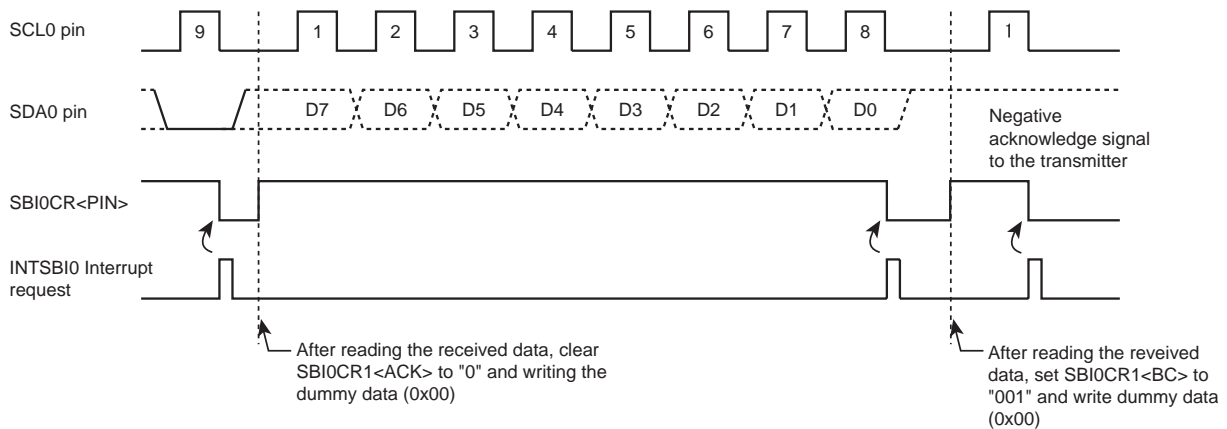 SCL0 pin
9 1 2 3 4 5 6 7 8 1
SDA0 pin
D7 D6 D5 D4 D3 D2 D1 D0
Negative
acknowledge signal
to the transmitter
SBI0CR<PIN>
INTSBI0 Interrupt
request
After reading the received data, clear
SBI0CR1<ACK> to "0" and writing the
dummy data (0x00)
After reading the reveived
data, set SBI0CR1<BC> to
"001" and write dummy data
(0x00)